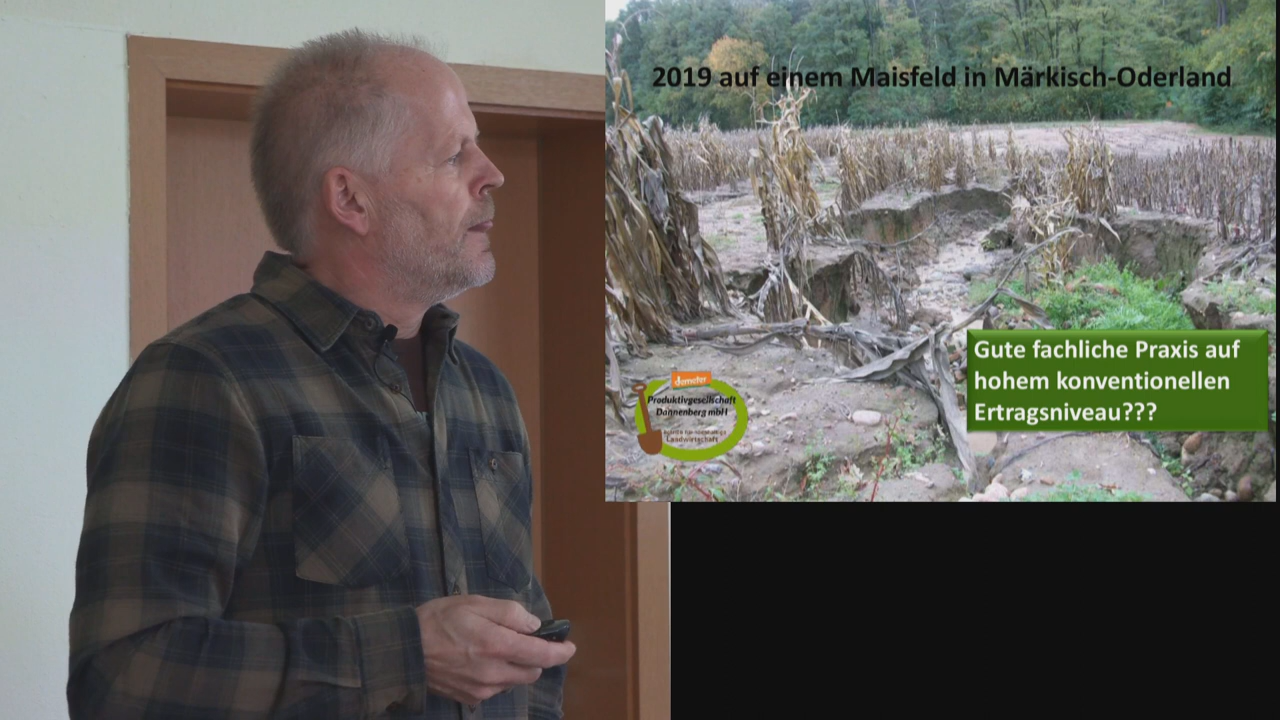 2019 auf einem Maisfeld in Märkisch-Oderland
Gute fachliche Praxis auf
hohem konventionellen
Ertragsniveau???
demeter
Produktivgesellschaft
Dannenberg mbH
Landwirtschaft